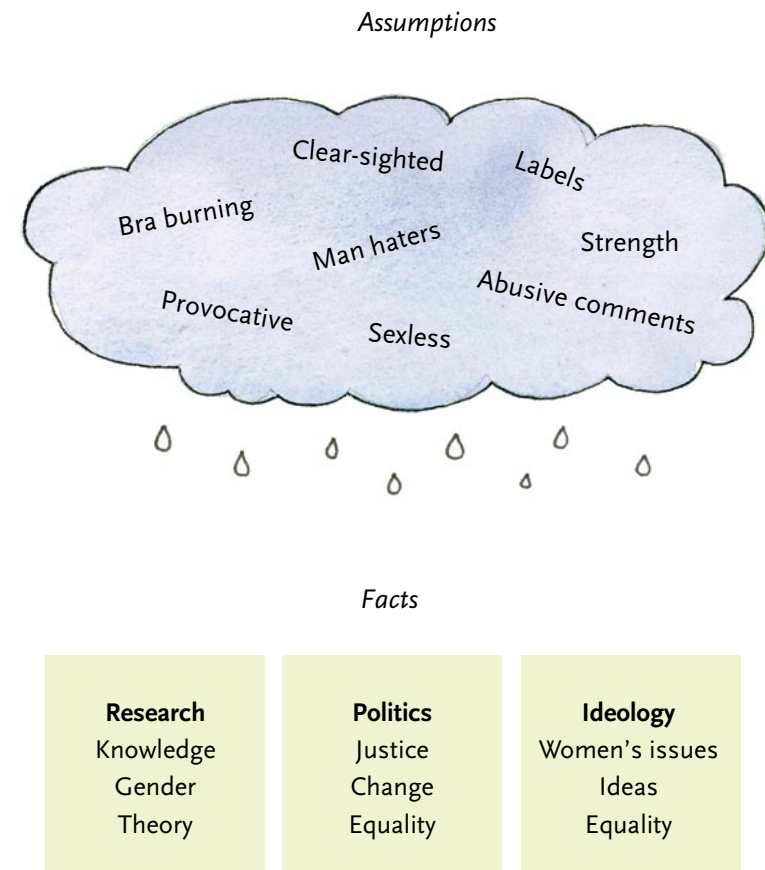 Assumptions
Clear-sighted
Labels
Bra burning
Man haters
Strength
Provocative
Sexless
Abusive comments
Facts
Research
Knowledge
Gender
Theory
Politics
Justice
Change
Equality
Ideology
Women's issues
Ideas
Equality